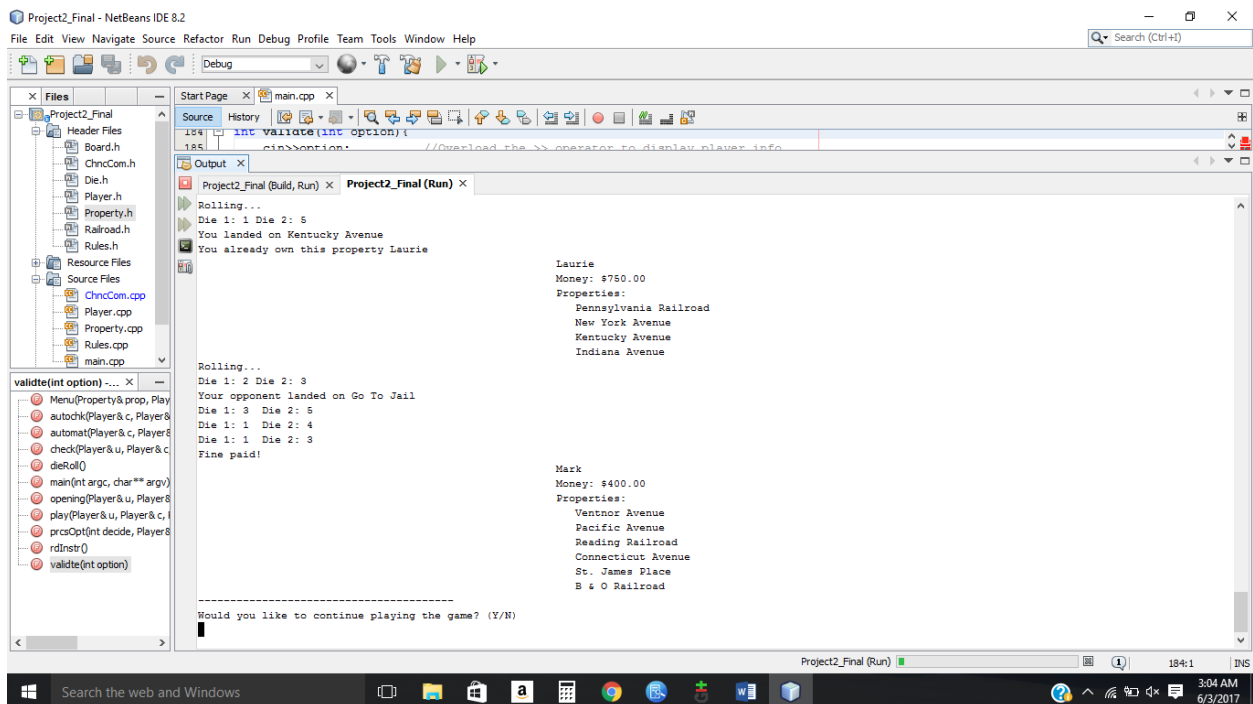 Project2_Final - NetBeans IDE 8.2
File Edit View Navigate Source Refactor Run Debug Profile Team Tools Window Help
Search (Ctrl+I)
Debug
Files
Project2_Final
Header Files
Board.h
ChncCom.h
Die.h
Player.h
Property.h
Railroad.h
Rules.h
Resource Files
Source Files
ChncCom.cpp
Player.cpp
Property.cpp
Rules.cpp
main.cpp
validte(int option) -...
Menu(Property& prop, Play
autochk(Player& c, Player&
automat(Player& c, Player&
check(Player& u, Player& c
dieRoll()
main(int argc, char** argv)
opening(Player& u, Player&
play(Player& u, Player& c,
prcsOpt(int decide, Player&
rdInstr()
validte(int option)
Start Page main.cpp
Source History
184 int validte(int option){
185 cin>>option; //Overload the >> operator to display player info
Output
Project2_Final (Build, Run) Project2_Final (Run)
Rolling...
Die 1: 1 Die 2: 5
You landed on Kentucky Avenue
You already own this property Laurie
Laurie
Money: $750.00
Properties:
Pennsylvania Railroad
New York Avenue
Kentucky Avenue
Indiana Avenue
Rolling...
Die 1: 2 Die 2: 3
Your opponent landed on Go To Jail
Die 1: 3 Die 2: 5
Die 1: 1 Die 2: 4
Die 1: 1 Die 2: 3
Fine paid!
Mark
Money: $400.00
Properties:
Ventnor Avenue
Pacific Avenue
Reading Railroad
Connecticut Avenue
St. James Place
B & O Railroad
----------------------------------------
Would you like to continue playing the game? (Y/N)
Project2_Final (Run)
1
184:1
INS
Search the web and Windows
3:04 AM
6/3/2017